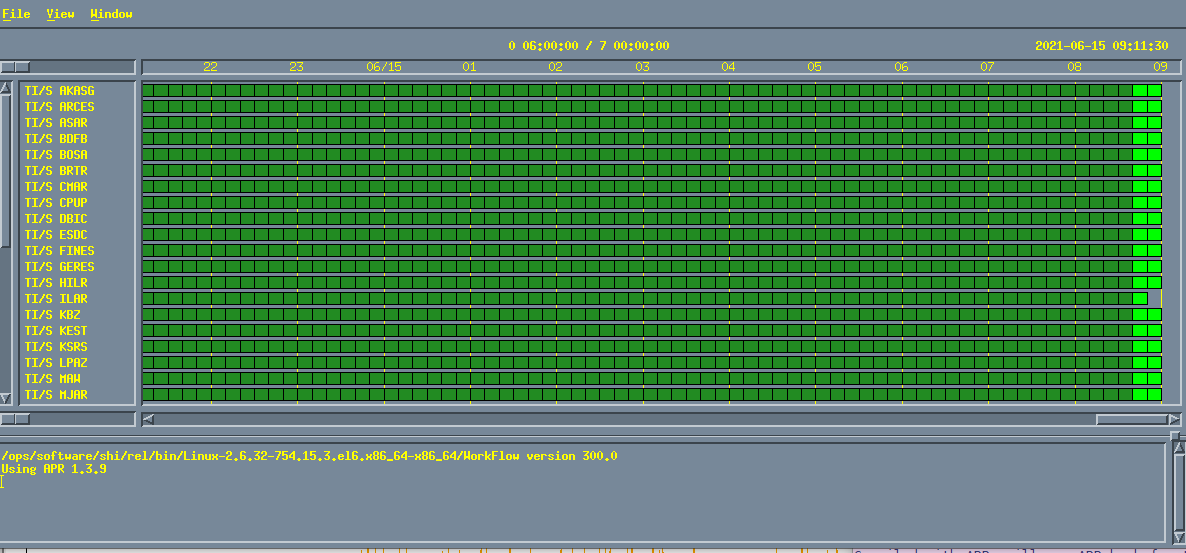 File View Window
0 06:00:00 / 7 00:00:00 2021-06-15 09:11:30
22 23 06/15 01 02 03 04 05 06 07 08 09
TI/S AKASG
TI/S ARCES
TI/S ASAR
TI/S BDFB
TI/S BOSA
TI/S BRTR
TI/S CMAR
TI/S CPUP
TI/S DBIC
TI/S ESDC
TI/S FINES
TI/S GERES
TI/S HILR
TI/S ILAR
TI/S KBZ
TI/S KEST
TI/S KSRS
TI/S LPAZ
TI/S MAW
TI/S MJAR
/ops/software/shi/rel/bin/Linux-2.6.32-754.15.3.el6.x86_64-x86_64/WorkFlow version 300.0
Using APR 1.3.9